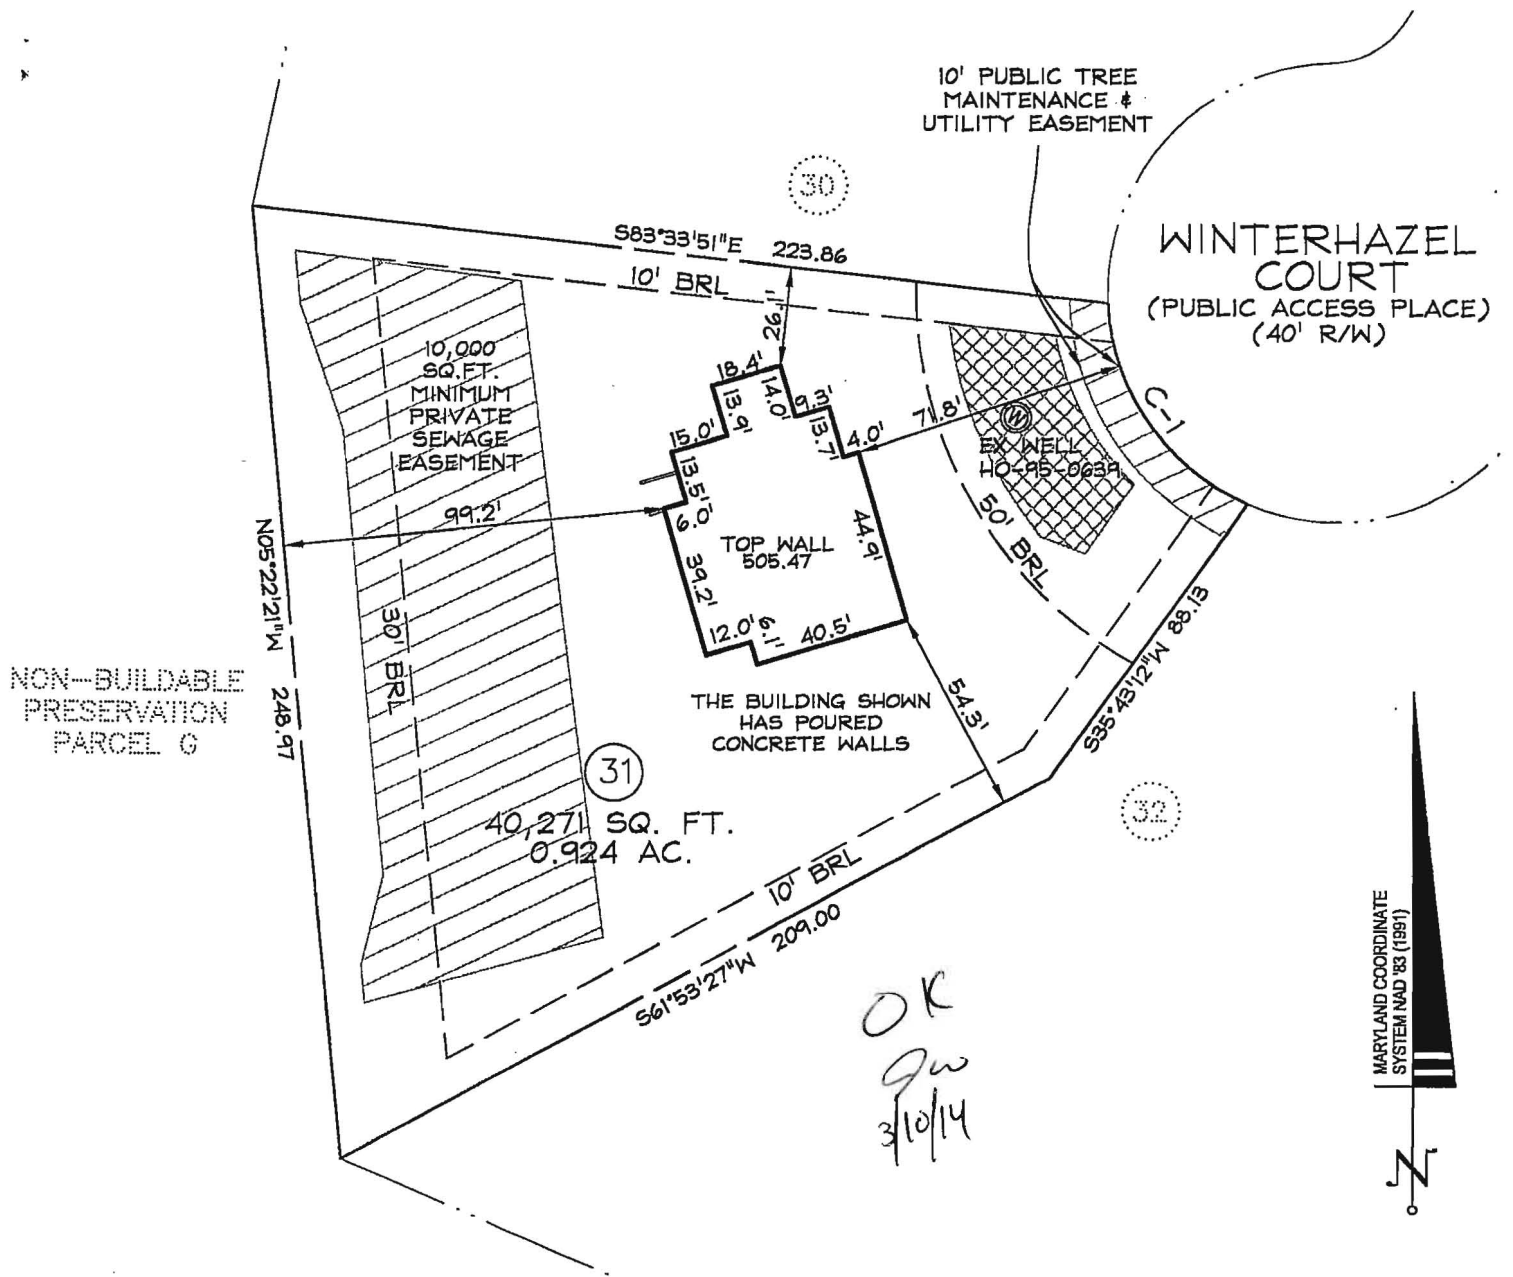 10' PUBLIC TREE
MAINTENANCE &
UTILITY EASEMENT
30
WINTERHAZEL
COURT
(PUBLIC ACCESS PLACE)
(40' R/W)
S83°33'51"E 223.86
10' BRL
26.1'
10,000
SQ.FT.
MINIMUM
PRIVATE
SEWAGE
EASEMENT
18.4'
14.0'
13.9'
9.3'
13.7'
4.0'
71.8'
C-1
W
EX WELL
HO-95-0639
15.0'
13.5'
6.0'
99.2'
N05°22'21"W 248.97
39.2'
TOP WALL
505.47
44.9'
50' BRL
12.0'
6.1'
40.5'
30' BRL
NON-BUILDABLE
PRESERVATION
PARCEL G
THE BUILDING SHOWN
HAS POURED
CONCRETE WALLS
54.3'
S35°43'12"W 88.13
31
40,271 SQ. FT.
0.924 AC.
32
10' BRL
S61°53'27"W 209.00
OK
3/10/14
MARYLAND COORDINATE
SYSTEM NAD '83 (1991)
N